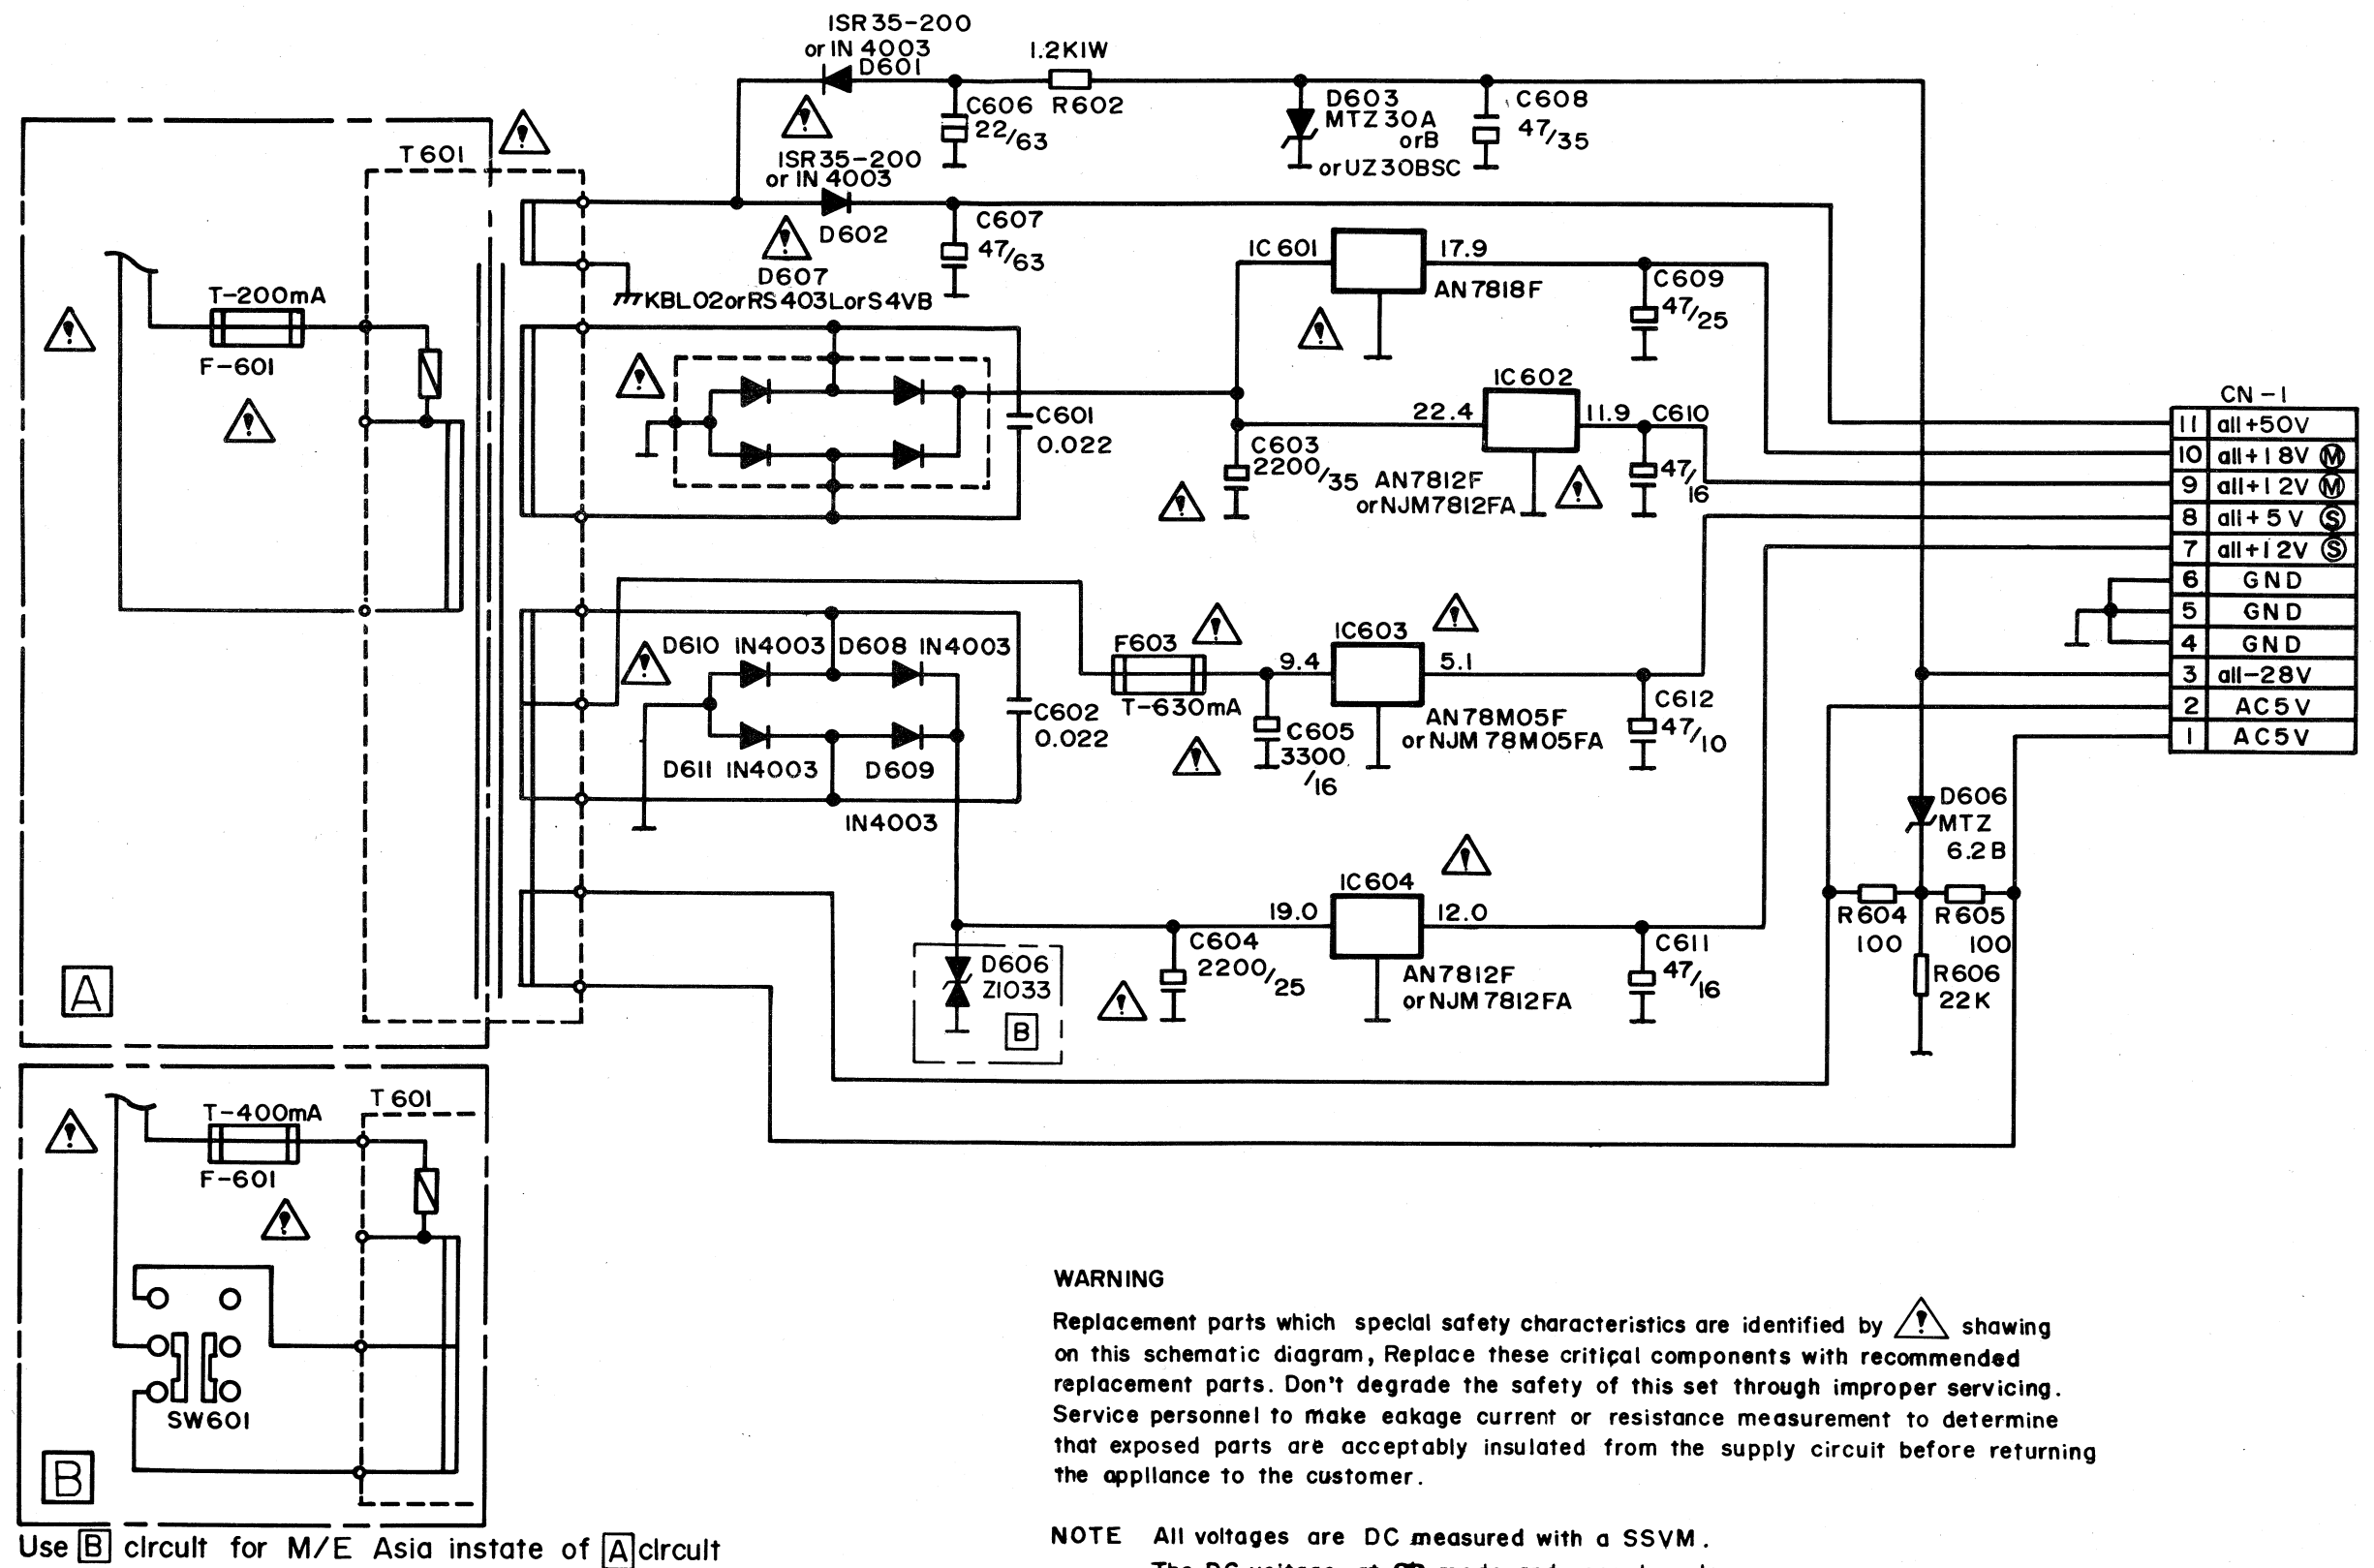 ISR35-200
or IN 4003
D601
1.2K1W
C606
22/63
R602
D603
MTZ30A
orB
or UZ30BSC
C608
47/35
T601
ISR35-200
or IN 4003
D602
C607
47/63
D607
KBL02orRS403LorS4VB
IC601
17.9
AN7818F
C609
47/25
T-200mA
F-601
IC602
22.4
11.9
C610
47/16
C601
0.022
C603
2200/35
AN7812F
orNJM7812FA
CN-1
11 all+50V
10 all+18V Ⓜ
9 all+12V Ⓜ
8 all+5V Ⓢ
7 all+12V Ⓢ
6 GND
5 GND
4 GND
3 all-28V
2 AC5V
1 AC5V
D610 IN4003 D608 IN4003
F603
T-630mA
9.4
IC603
5.1
C602
0.022
C605
3300
/16
AN78M05F
or NJM 78M05FA
C612
47/10
D611 IN4003 D609
IN4003
D606
MTZ
6.2B
IC604
19.0
12.0
R604
100
R605
100
C604
2200/25
AN7812F
orNJM7812FA
C611
47/16
R606
22K
D606
Z1033
B
A
T601
T-400mA
F-601
SW601
B
Use B circuit for M/E Asia instate of A circuit
WARNING
Replacement parts which special safety characteristics are identified by ! shawing
on this schematic diagram, Replace these critical components with recommended
replacement parts. Don't degrade the safety of this set through improper servicing.
Service personnel to make eakage current or resistance measurement to determine
that exposed parts are acceptably insulated from the supply circuit before returning
the appliance to the customer.
NOTE All voltages are DC measured with a SSVM.